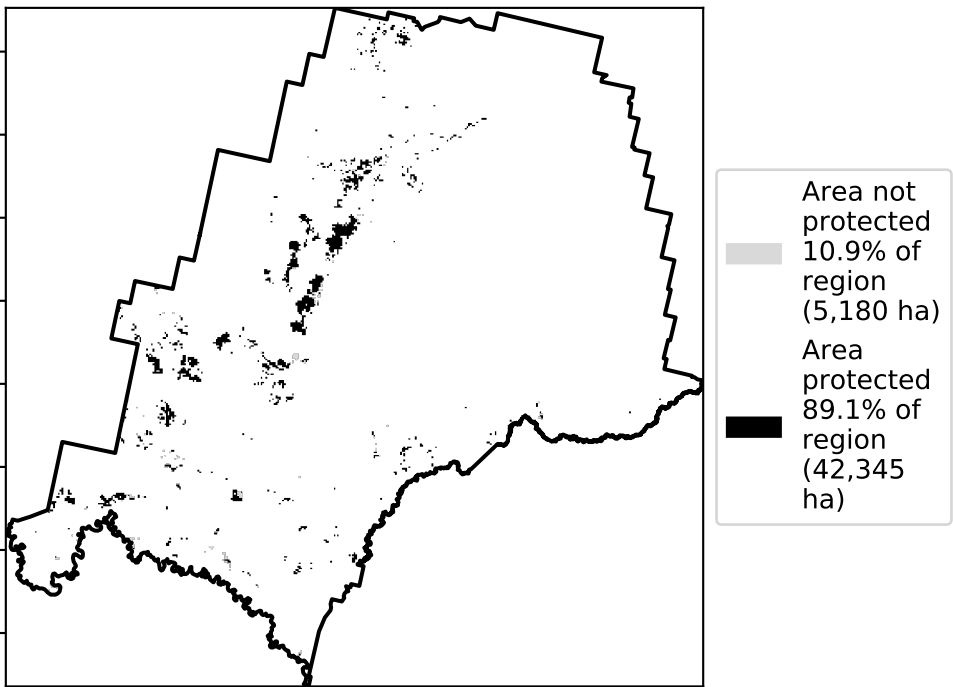 Area not
protected
10.9% of
region
(5,180 ha)
Area
protected
89.1% of
region
(42,345
ha)